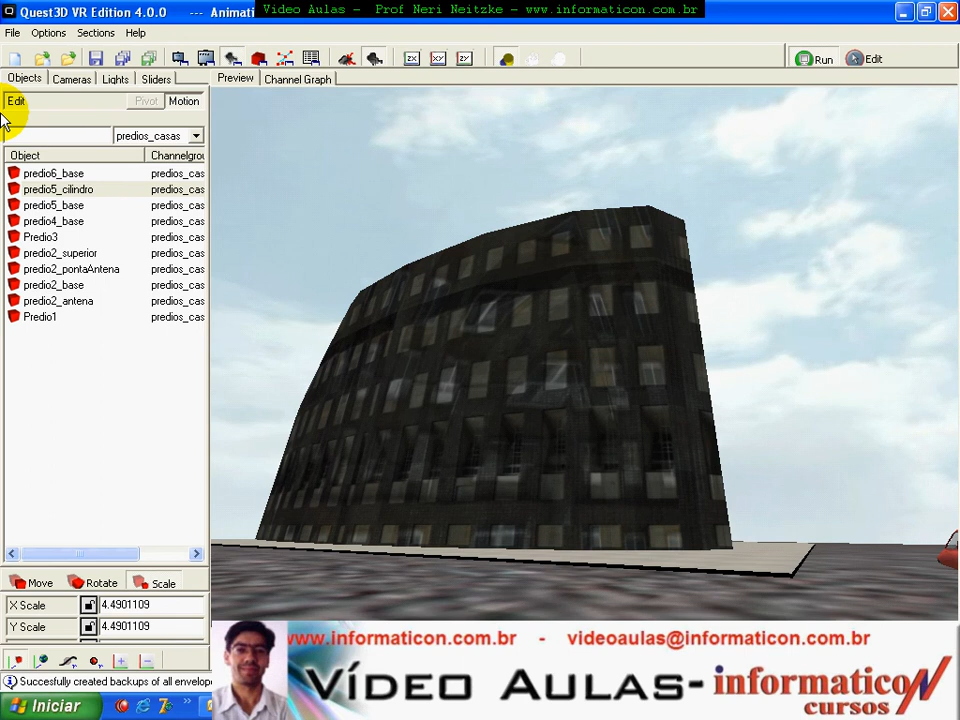 Quest3D VR Edition 4.0.0 --- Animati
Video Aulas – Prof Neri Neitzke – www.informaticon.com.br
File Options Sections Help
Run Edit
Objects Cameras Lights Sliders
Preview Channel Graph
Edit Pivot Motion
predios_casas
Object Channelgrou
predio6_base predios_cas
predio5_cilindro predios_cas
predio5_base predios_cas
predio4_base predios_cas
Predio3 predios_cas
predio2_superior predios_cas
predio2_pontaAntena predios_cas
predio2_base predios_cas
predio2_antena predios_cas
Predio1 predios_cas
Move Rotate Scale
X Scale 4.4901109
Y Scale 4.4901109
Succesfully created backups of all envelope
Iniciar
www.informaticon.com.br - videoaulas@informaticon.com.br
Vídeo Aulas-informaticon
cursos